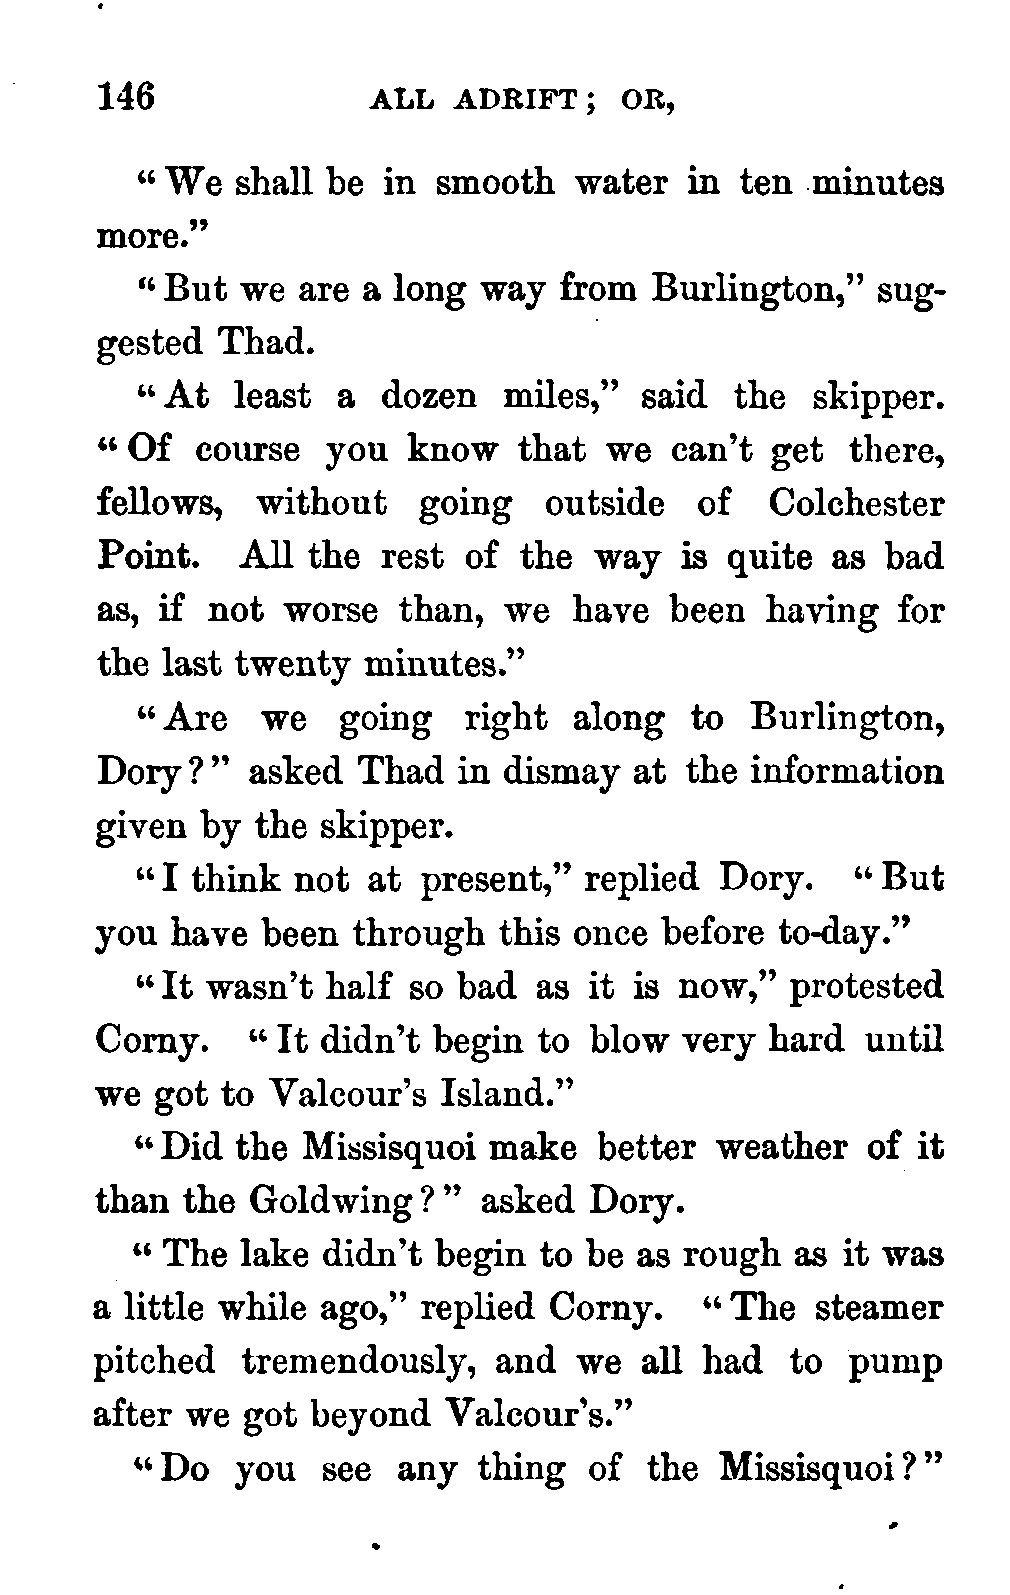 146 ALL ADRIFT; OR,
“We shall be in smooth water in ten minutes
more.”
“But we are a long way from Burlington,” sug-
gested Thad.
“At least a dozen miles,” said the skipper.
“Of course you know that we can’t get there,
fellows, without going outside of Colchester
Point. All the rest of the way is quite as bad
as, if not worse than, we have been having for
the last twenty minutes.”
“Are we going right along to Burlington,
Dory?” asked Thad in dismay at the information
given by the skipper.
“I think not at present,” replied Dory. “But
you have been through this once before to-day.”
“It wasn’t half so bad as it is now,” protested
Corny. “It didn’t begin to blow very hard until
we got to Valcour’s Island.”
“Did the Missisquoi make better weather of it
than the Goldwing?” asked Dory.
“The lake didn’t begin to be as rough as it was
a little while ago,” replied Corny. “The steamer
pitched tremendously, and we all had to pump
after we got beyond Valcour’s.”
“Do you see any thing of the Missisquoi?”